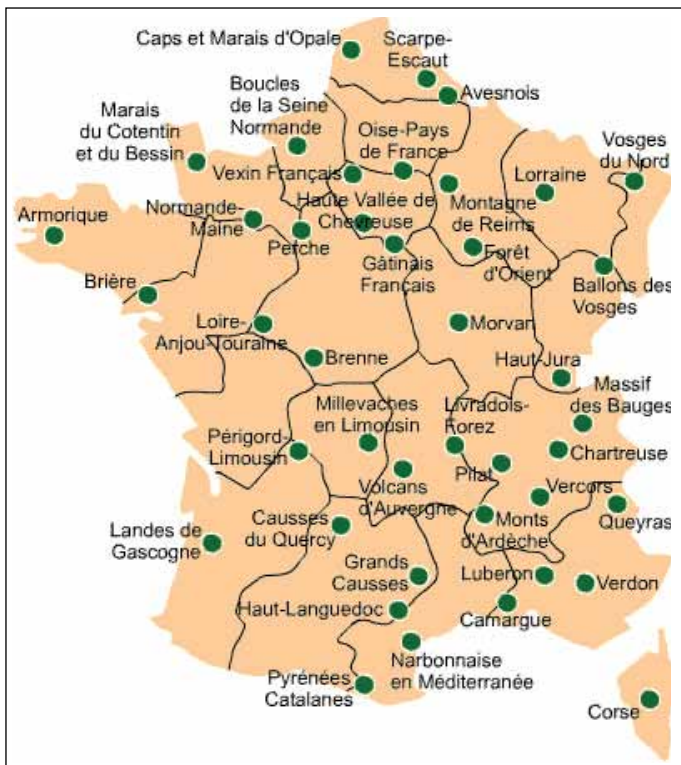 Caps et Marais d'Opale
Scarpe-
Escaut
Avesnois
Boucles
de la Seine
Normande
Marais
du Cotentin
et du Bessin
Oise-Pays
de France
Vosges
du Nord
Vexin Français
Lorraine
Montagne
de Reims
Haute Vallée de
Chevreuse
Normande-
Maine
Armorique
Perche
Forêt
d'Orient
Gâtinais
Français
Ballons des
Vosges
Brière
Loire-
Anjou-Touraine
Morvan
Brenne
Haut-Jura
Massif
des Bauges
Millevaches
en Limousin
Livradois-
Forez
Périgord-
Limousin
Chartreuse
Pilat
Volcans
d'Auvergne
Vercors
Queyras
Monts
d'Ardèche
Causses
du Quercy
Landes de
Gascogne
Grands
Causses
Luberon
Verdon
Haut-Languedoc
Camargue
Narbonnaise
en Méditerranée
Pyrénées
Catalanes
Corse